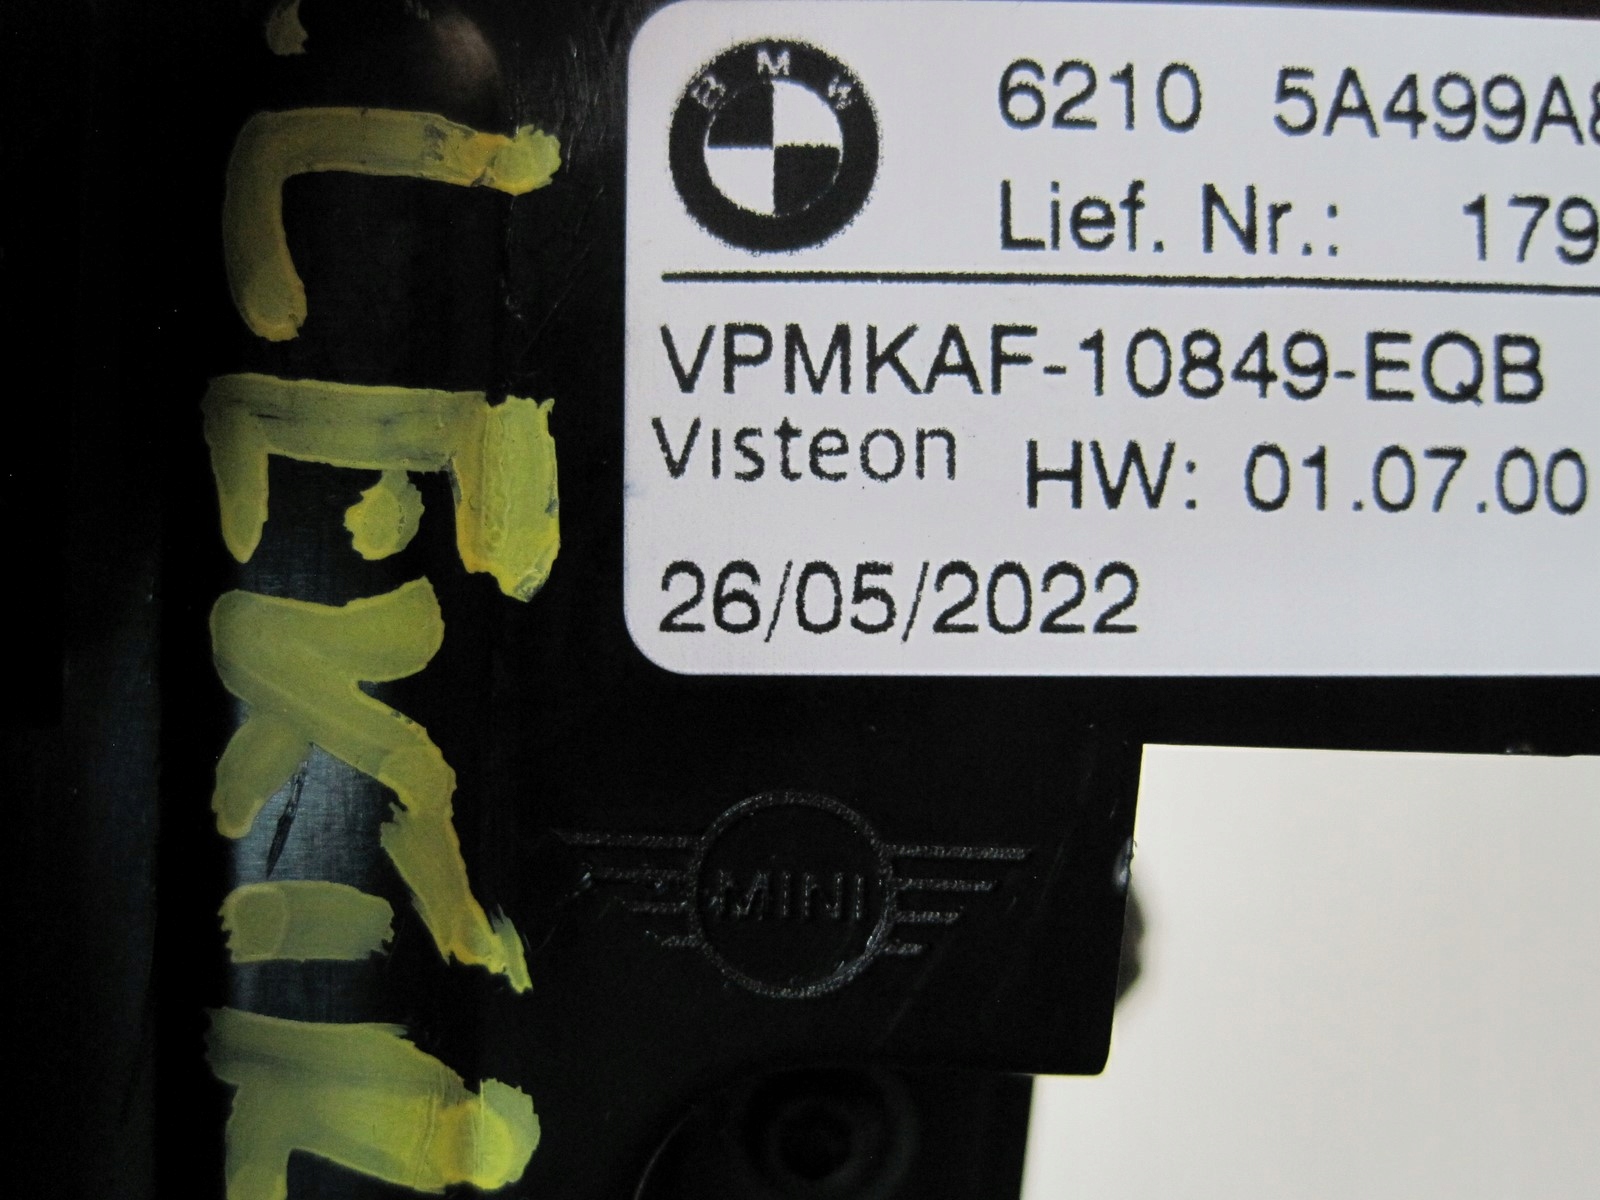 BMW
6210 5A499A8
Lief. Nr.: 179
VPMKAF-10849-EQB
Visteon HW: 01.07.00
26/05/2022
MINI